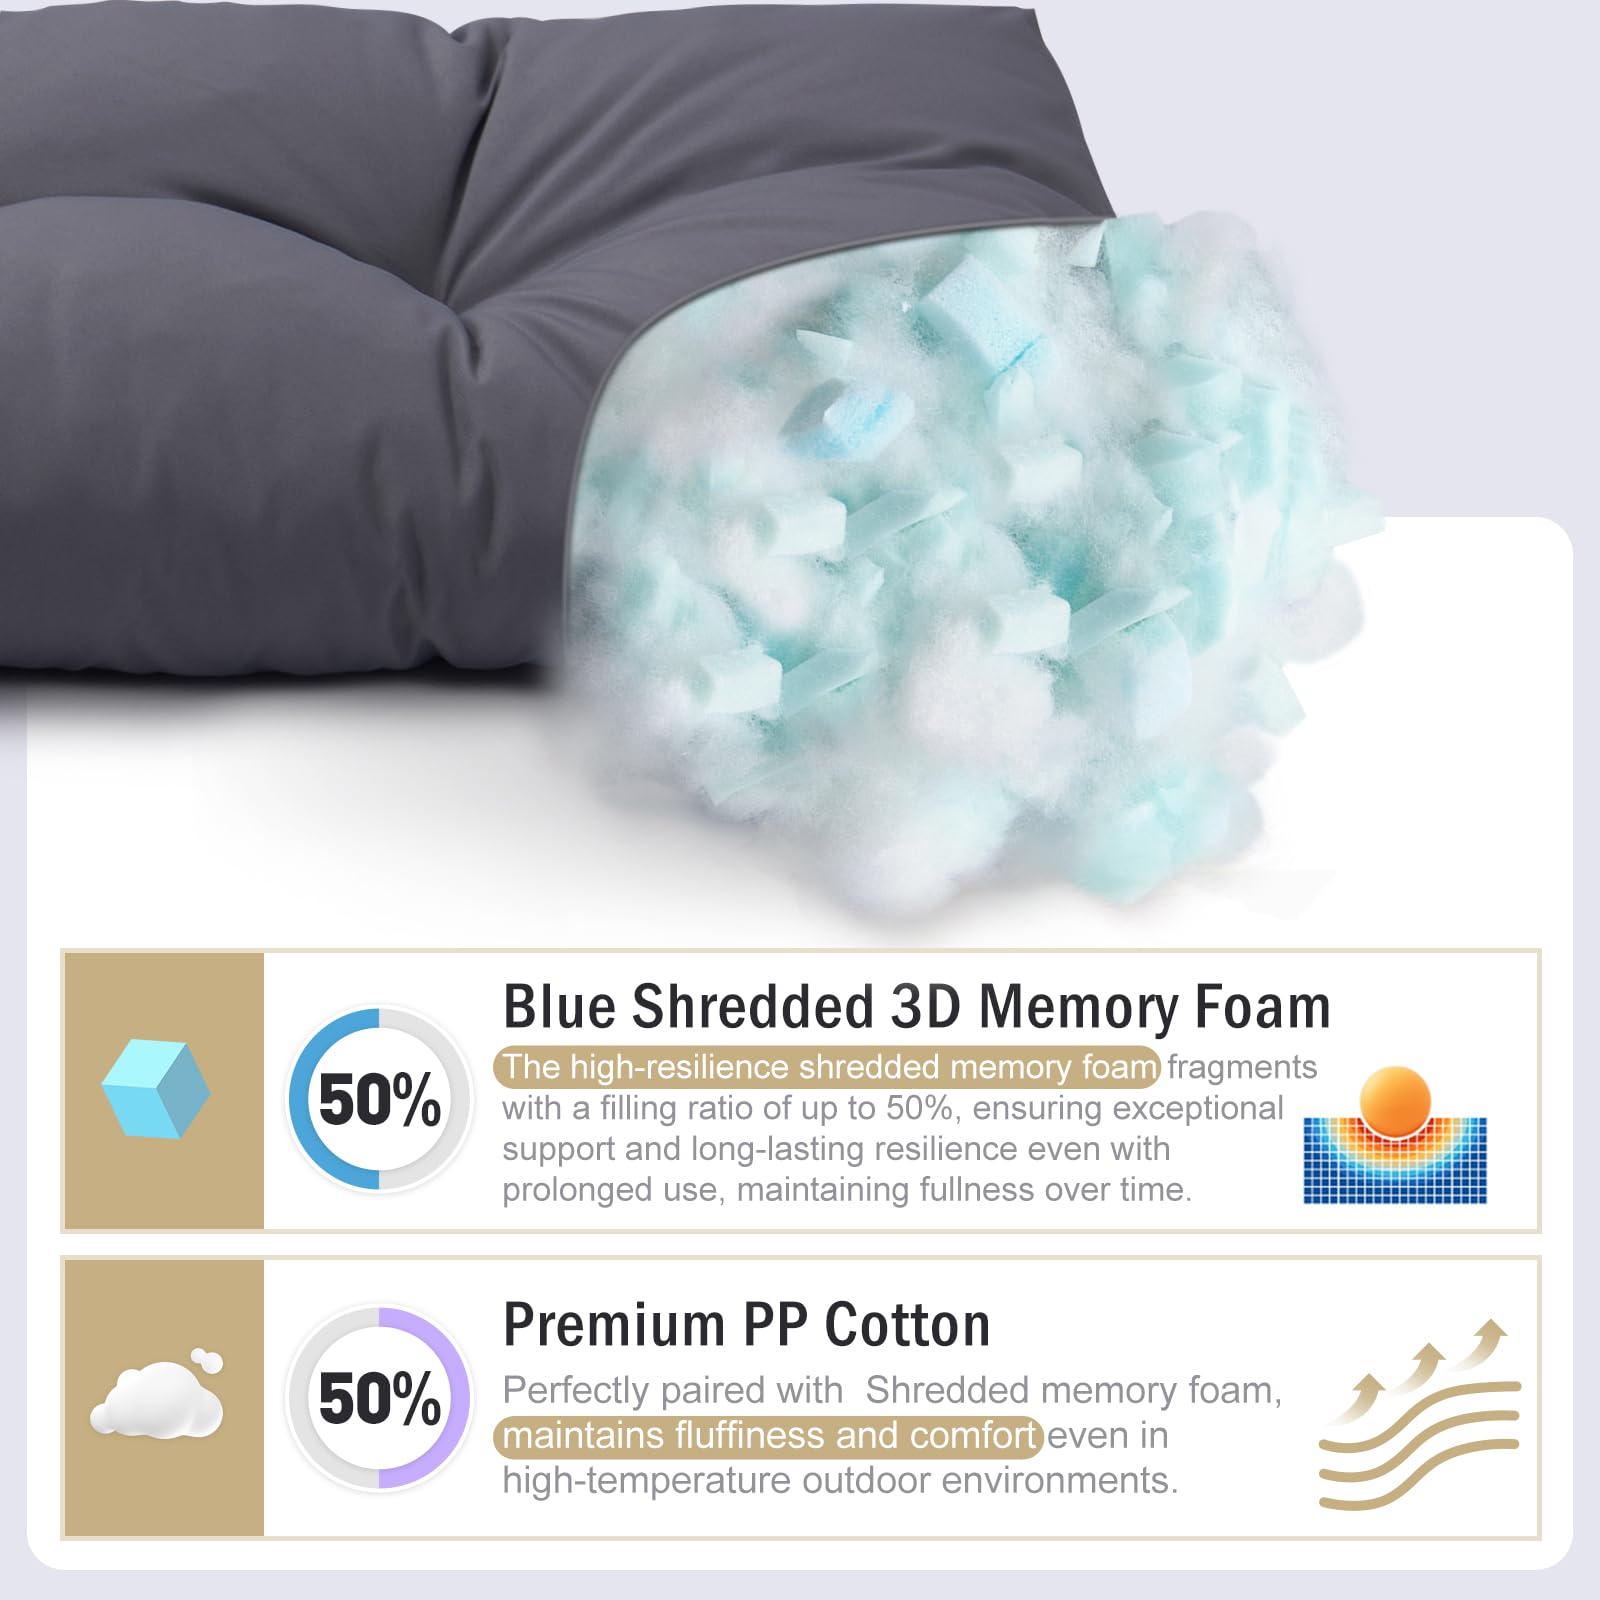 Blue Shredded 3D Memory Foam
50%
The high-resilience shredded memory foam fragments
with a filling ratio of up to 50%, ensuring exceptional
support and long-lasting resilience even with
prolonged use, maintaining fullness over time.
Premium PP Cotton
50%
Perfectly paired with  Shredded memory foam,
maintains fluffiness and comfort even in
high-temperature outdoor environments.